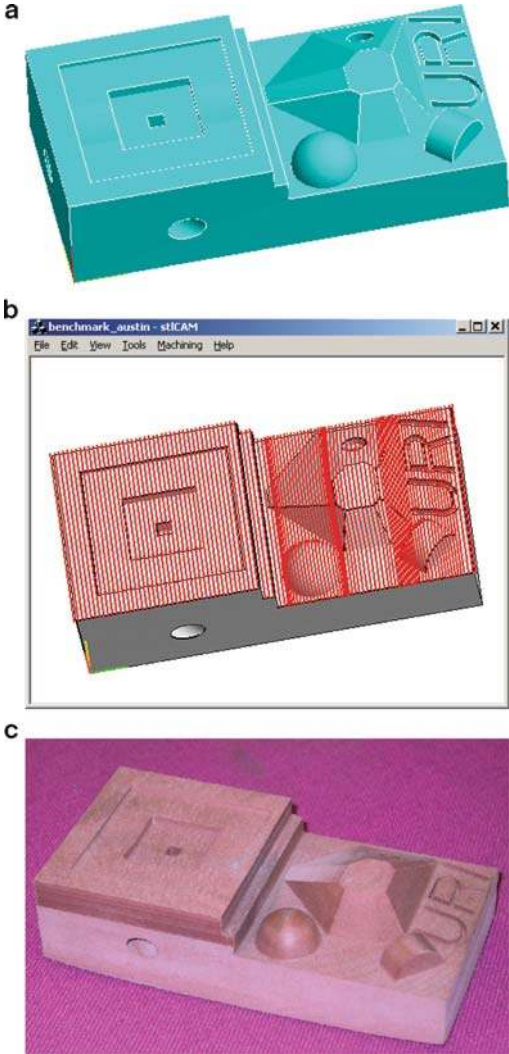 a
URI
b
benchmark_austin - stlCAM
File Edit View Tools Machining Help
URI
c
URI